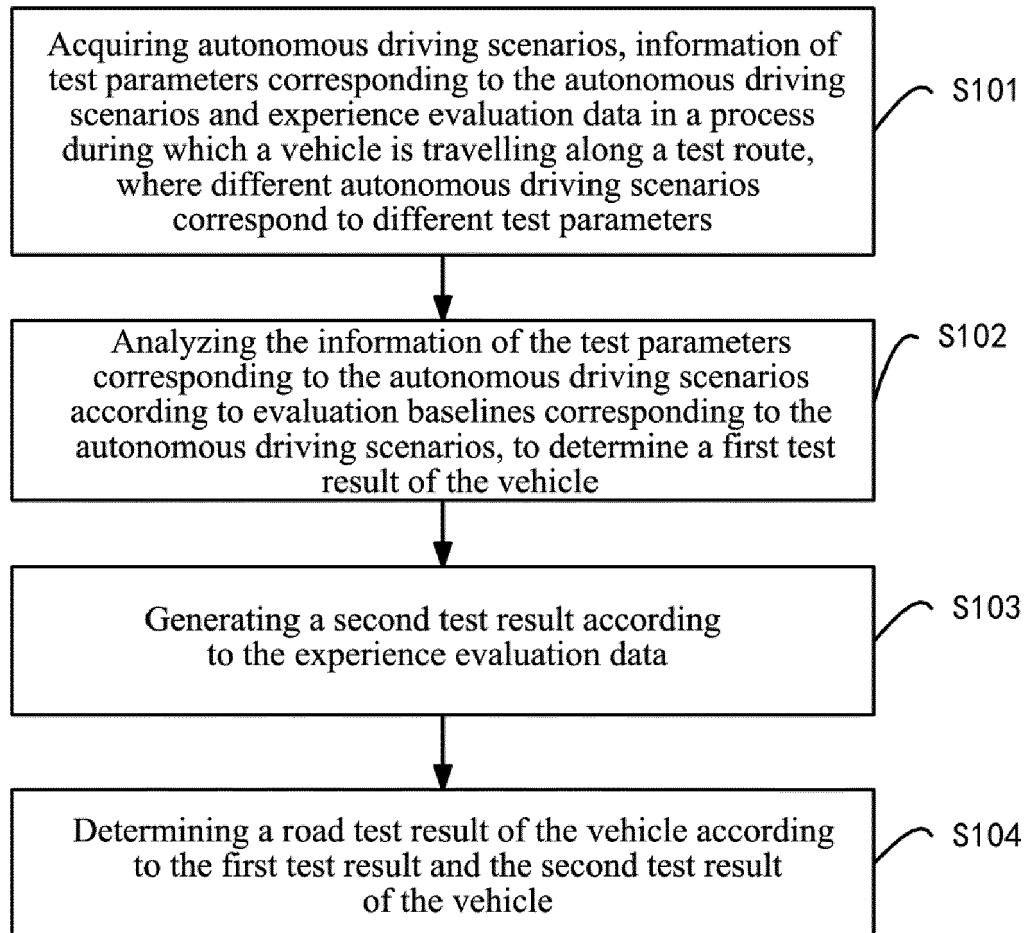 Acquiring autonomous driving scenarios, information of
test parameters corresponding to the autonomous driving
scenarios and experience evaluation data in a process
during which a vehicle is travelling along a test route,
where different autonomous driving scenarios
correspond to different test parameters
S101
Analyzing the information of the test parameters
corresponding to the autonomous driving scenarios
according to evaluation baselines corresponding to the
autonomous driving scenarios, to determine a first test
result of the vehicle
S102
Generating a second test result according
to the experience evaluation data
S103
Determining a road test result of the vehicle according
to the first test result and the second test result
of the vehicle
S104